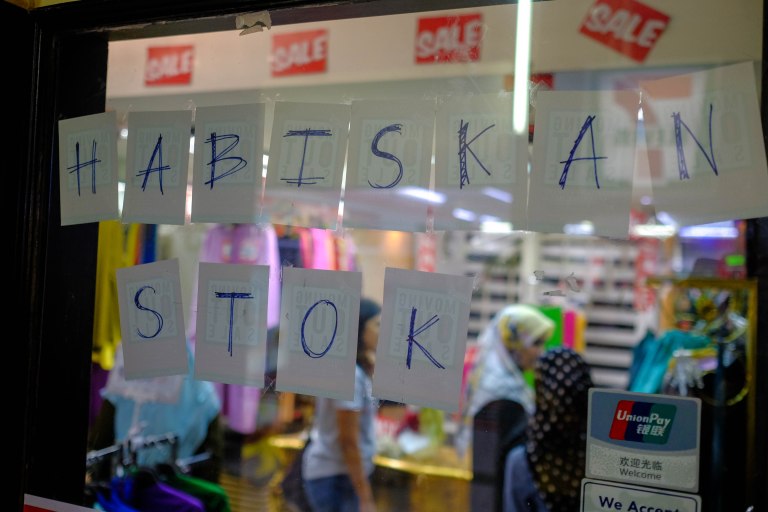 SALE SALE SALE SALE
HABISKAN
STOK
UnionPay
银联
欢迎光临
Welcome
We Accept